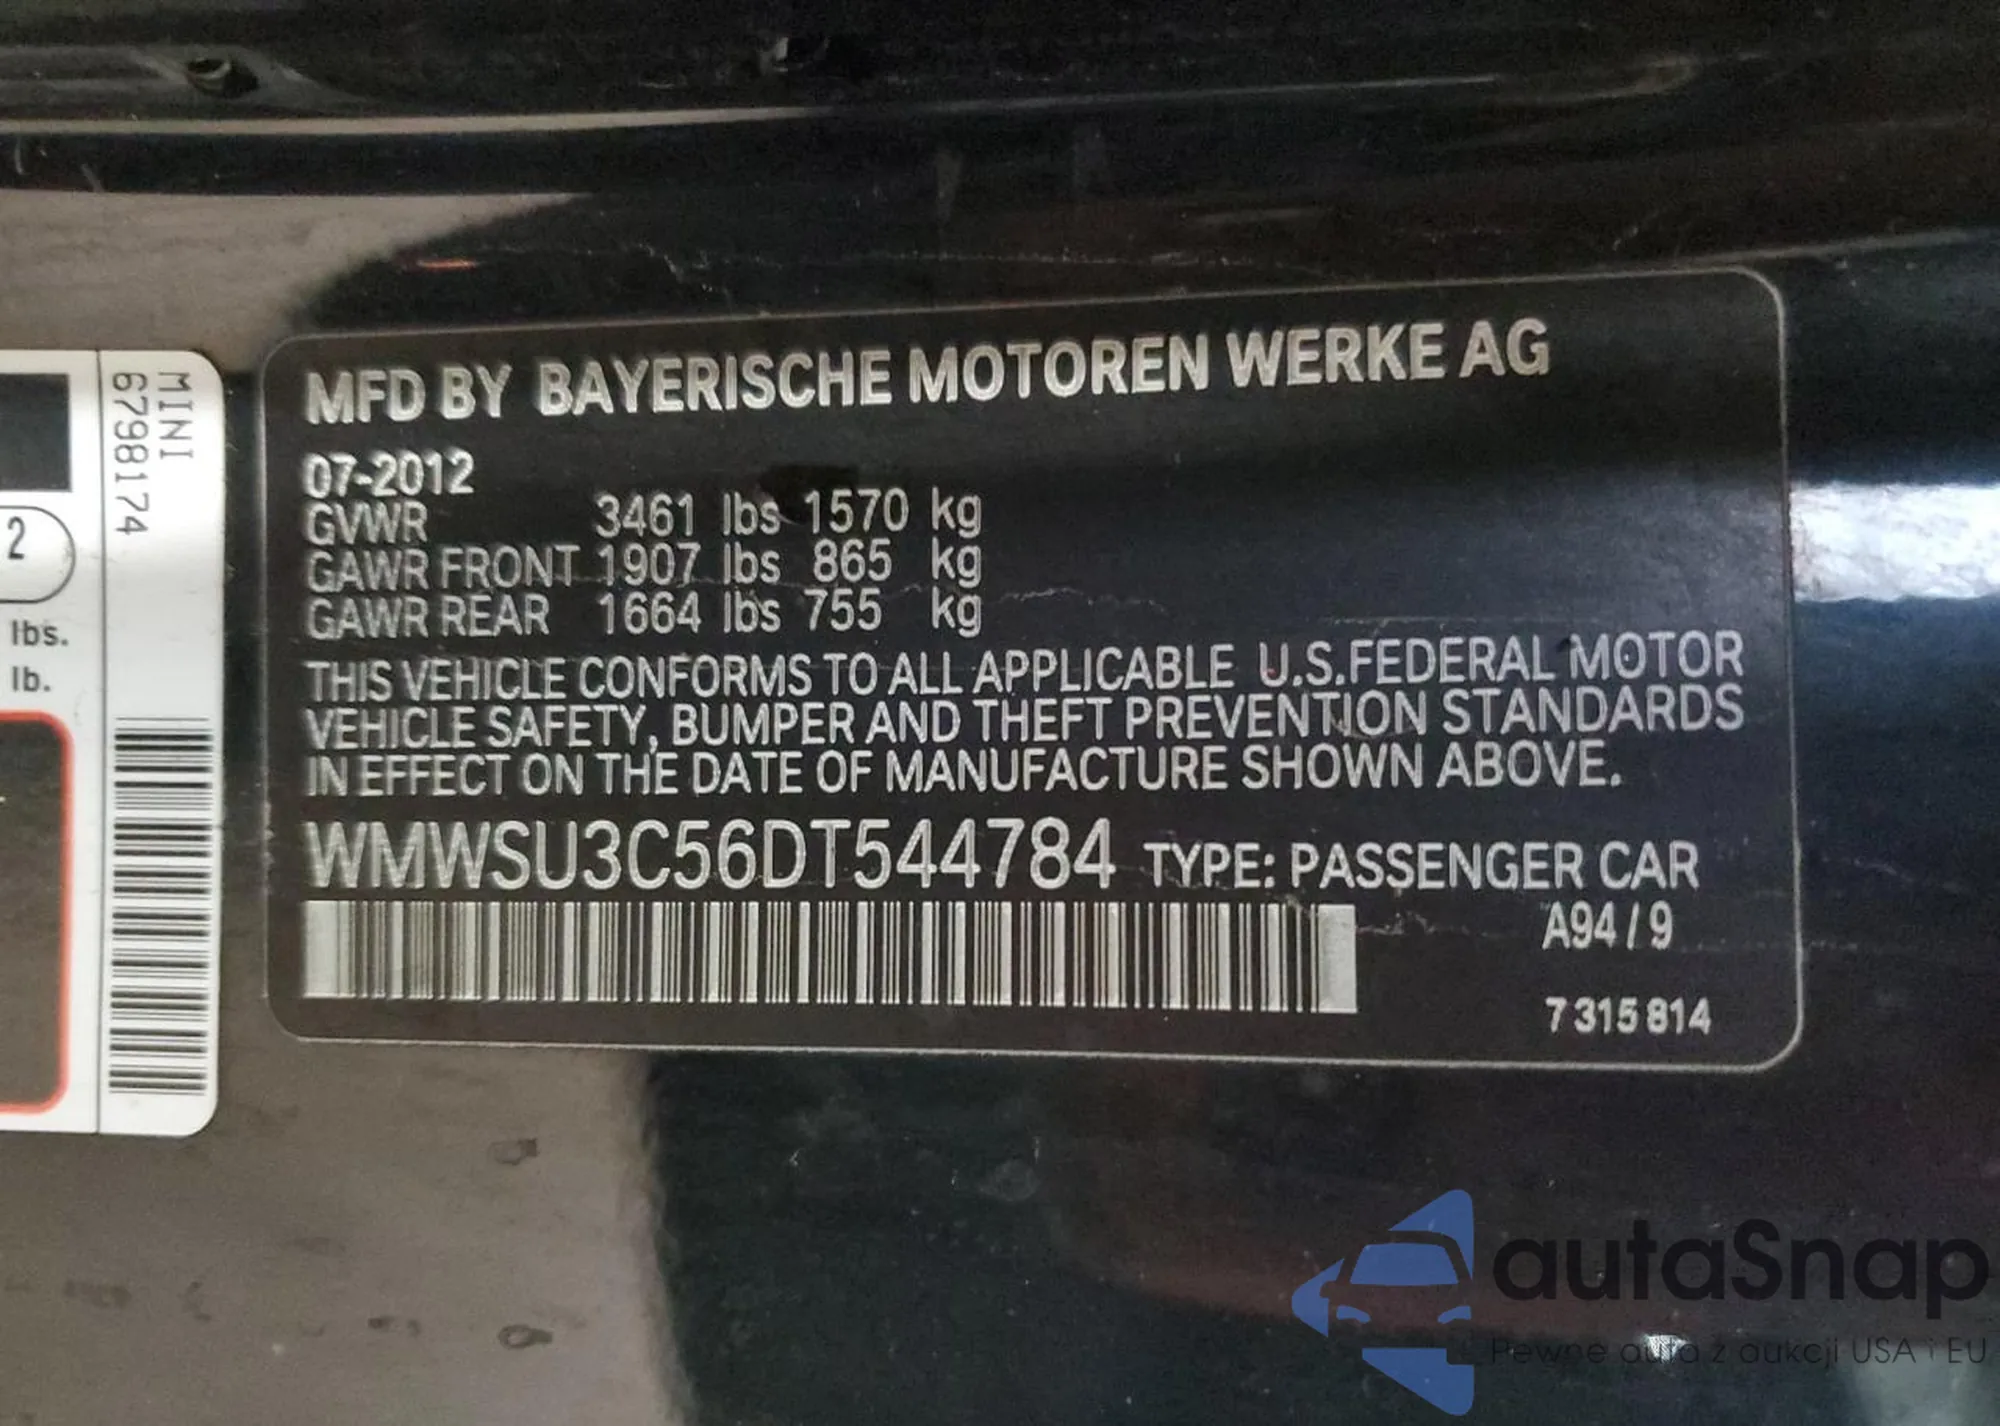 MINI
6798174
2
lbs.
lb.
MFD BY BAYERISCHE MOTOREN WERKE AG
07-2012
GVWR 3461 lbs 1570 kg
GAWR FRONT 1907 lbs 865 kg
GAWR REAR 1664 lbs 755 kg
THIS VEHICLE CONFORMS TO ALL APPLICABLE U.S.FEDERAL MOTOR
VEHICLE SAFETY, BUMPER AND THEFT PREVENTION STANDARDS
IN EFFECT ON THE DATE OF MANUFACTURE SHOWN ABOVE.
WMWSU3C56DT544784 TYPE: PASSENGER CAR
A94/9
7 315 814
autaSnap
Pewne auta z aukcji USA i EU